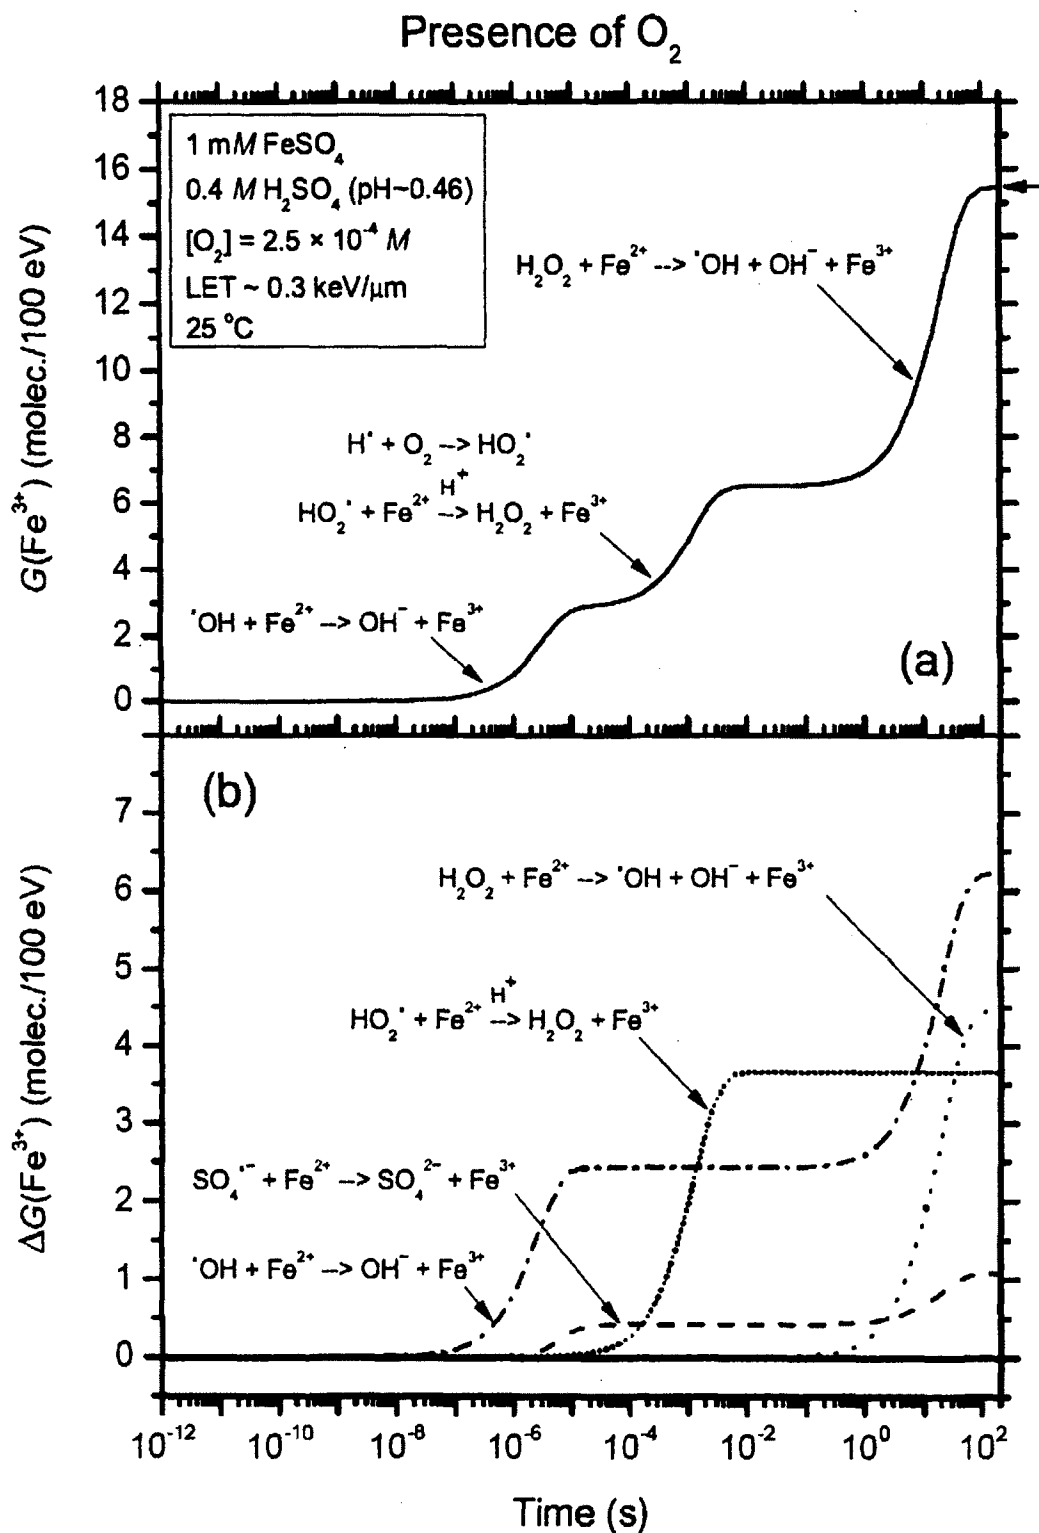 Presence of O₂
18
16
14
12
10
8
6
4
2
0
G(Fe³⁺) (molec./100 eV)
1 mM FeSO₄
0.4 M H₂SO₄ (pH~0.46)
[O₂] = 2.5 × 10⁻⁴ M
LET ~ 0.3 keV/μm
25 °C
H₂O₂ + Fe²⁺ --> ˙OH + OH⁻ + Fe³⁺
H˙ + O₂ --> HO₂˙
H⁺
HO₂˙ + Fe²⁺ --> H₂O₂ + Fe³⁺
˙OH + Fe²⁺ --> OH⁻ + Fe³⁺
(a)
(b)
7
6
5
4
3
2
1
0
ΔG(Fe³⁺) (molec./100 eV)
H₂O₂ + Fe²⁺ --> ˙OH + OH⁻ + Fe³⁺
H⁺
HO₂˙ + Fe²⁺ --> H₂O₂ + Fe³⁺
SO₄˙⁻ + Fe²⁺ --> SO₄²⁻ + Fe³⁺
˙OH + Fe²⁺ --> OH⁻ + Fe³⁺
10⁻¹² 10⁻¹⁰ 10⁻⁸ 10⁻⁶ 10⁻⁴ 10⁻² 10⁰ 10²
Time (s)